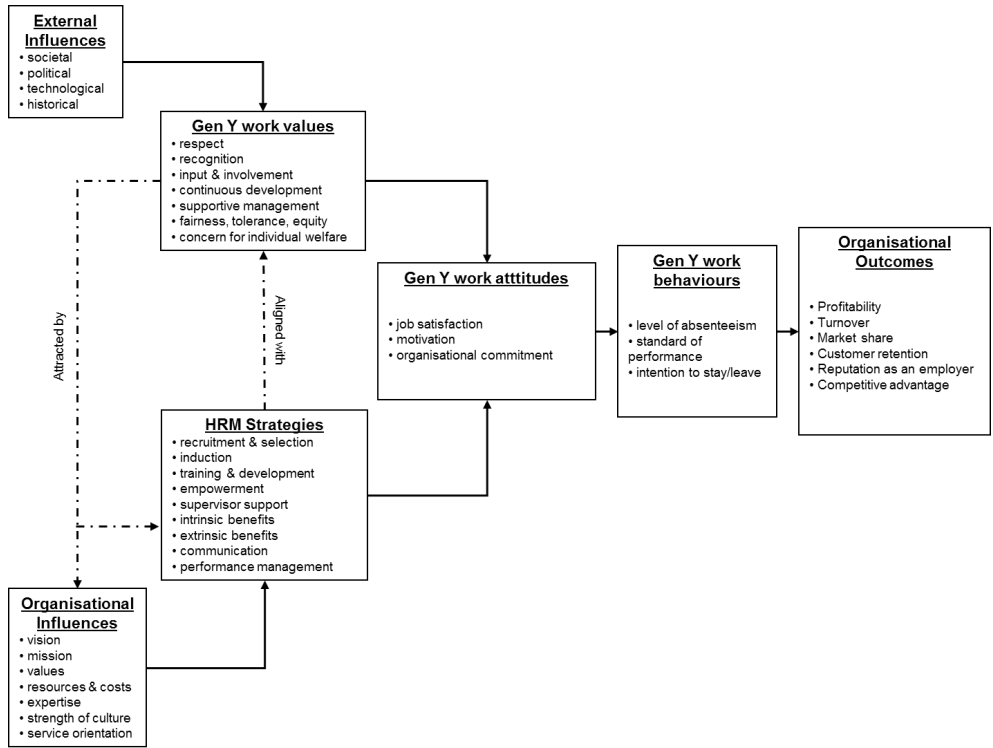 External
Influences
• societal
• political
• technological
• historical
Gen Y work values
• respect
• recognition
• input & involvement
• continuous development
• supportive management
• fairness, tolerance, equity
• concern for individual welfare
Attracted by
Aligned with
Gen Y work atttitudes
• job satisfaction
• motivation
• organisational commitment
Gen Y work
behaviours
• level of absenteeism
• standard of
performance
• intention to stay/leave
Organisational
Outcomes
• Profitability
• Turnover
• Market share
• Customer retention
• Reputation as an employer
• Competitive advantage
HRM Strategies
• recruitment & selection
• induction
• training & development
• empowerment
• supervisor support
• intrinsic benefits
• extrinsic benefits
• communication
• performance management
Organisational
Influences
• vision
• mission
• values
• resources & costs
• expertise
• strength of culture
• service orientation